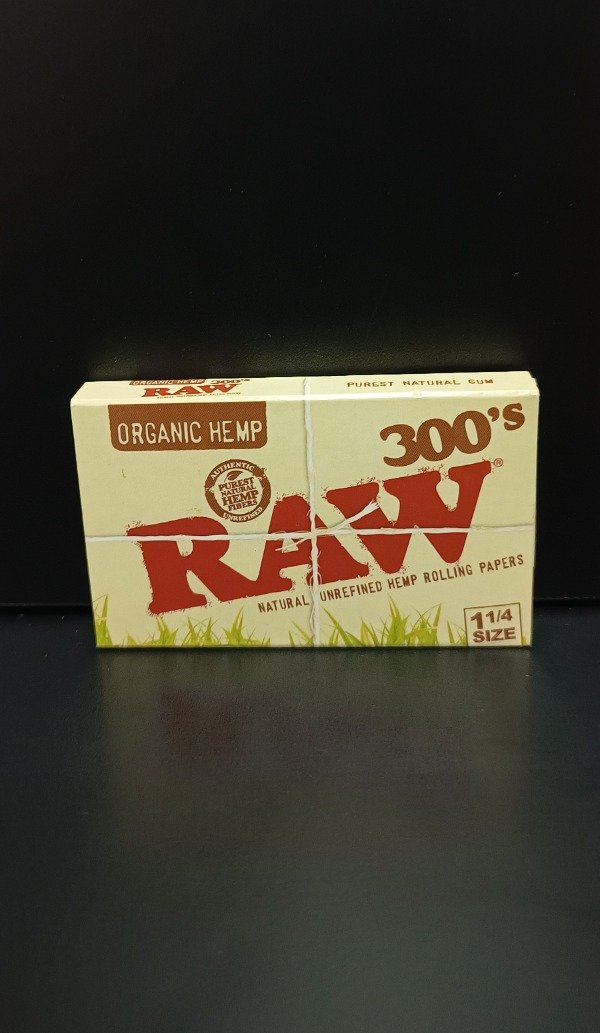 ORGANIC HEMP 300's
RAW
PUREST NATURAL GUM
ORGANIC HEMP
300's
AUTHENTIC
PUREST
NATURAL
HEMP
FIBERS
UNREFINED
RAW®
NATURAL UNREFINED HEMP ROLLING PAPERS
1 1/4
SIZE